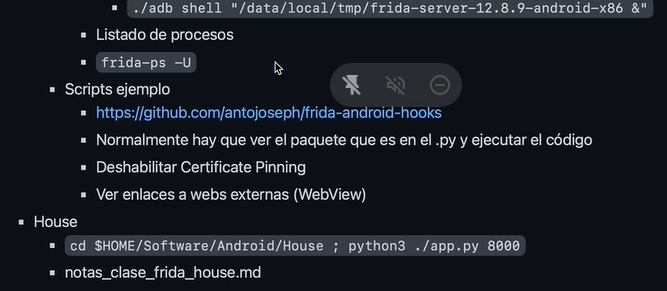 ./adb shell "/data/local/tmp/frida-server-12.8.9-android-x86 &"
Listado de procesos
frida-ps -U
Scripts ejemplo
https://github.com/antojoseph/frida-android-hooks
Normalmente hay que ver el paquete que es en el .py y ejecutar el código
Deshabilitar Certificate Pinning
Ver enlaces a webs externas (WebView)
House
cd $HOME/Software/Android/House ; python3 ./app.py 8000
notas_clase_frida_house.md